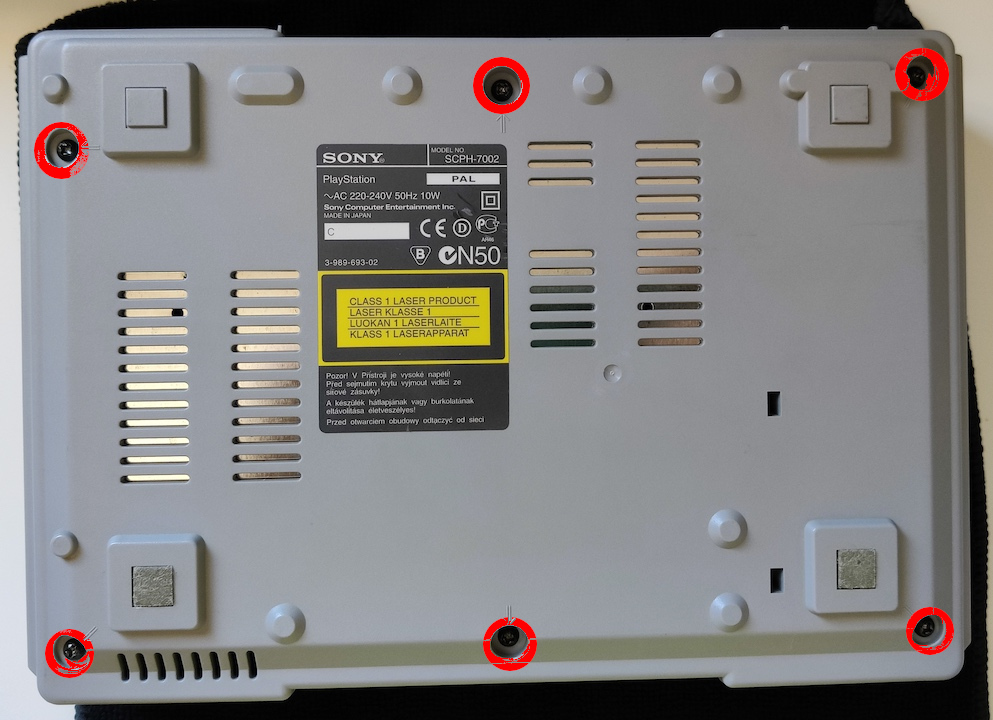 SONY®
MODEL NO.
SCPH-7002
PlayStation
PAL
～AC 220-240V 50Hz 10W
Sony Computer Entertainment Inc.
MADE IN JAPAN
C
CE D PC
AЯ46
3-989-693-02 B N50
CLASS 1 LASER PRODUCT
LASER KLASSE 1
LUOKAN 1 LASERLAITE
KLASS 1 LASERAPPARAT
Pozor! V Přístroji je vysoké napětí!
Před sejmutím krytu vyjmout vidlici ze
síťové zásuvky!
A készülék hátlapjának vagy burkolatának
eltávolítása életveszélyes!
Przed otwarciem obudowy odłączyć od sieci